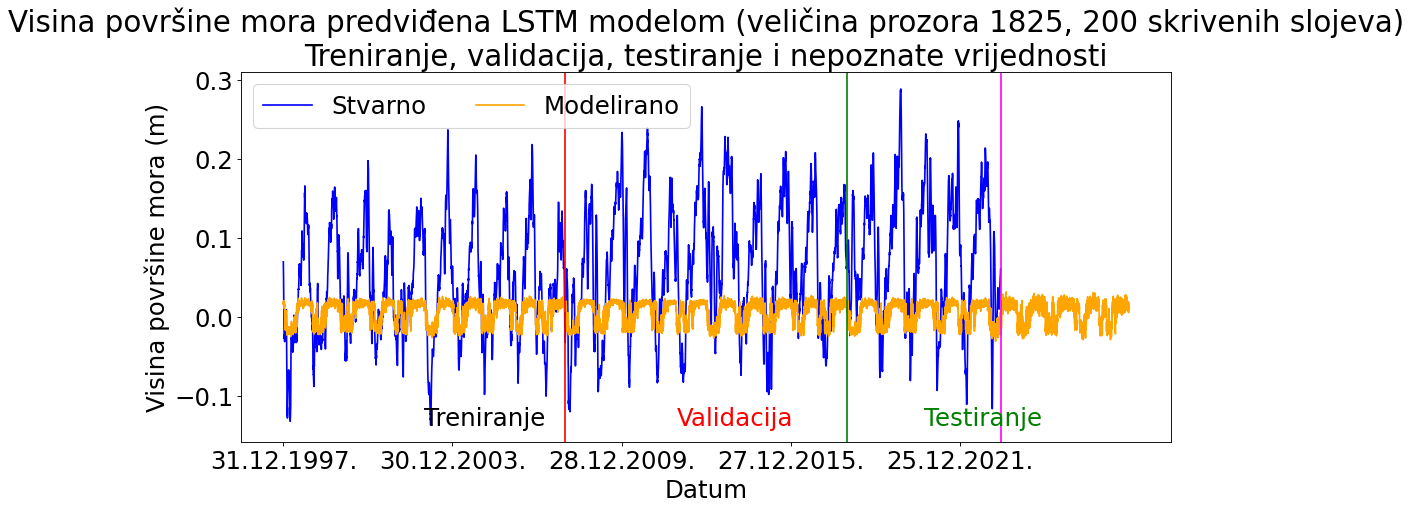 Visina površine mora predviđena LSTM modelom (veličina prozora 1825, 200 skrivenih slojeva)
Treniranje, validacija, testiranje i nepoznate vrijednosti
Stvarno Modelirano
Visina površine mora (m)
0.3
0.2
0.1
0.0
−0.1
Treniranje Validacija Testiranje
31.12.1997. 30.12.2003. 28.12.2009. 27.12.2015. 25.12.2021.
Datum